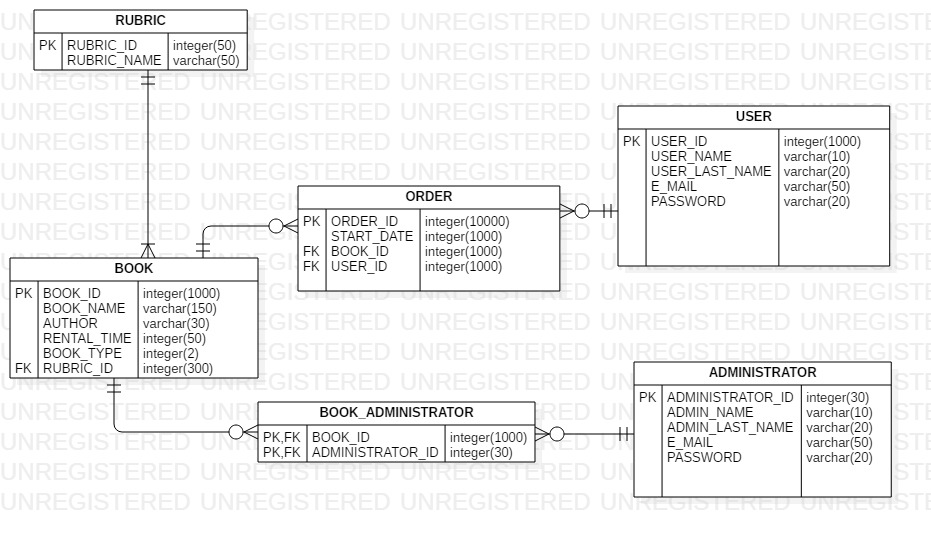 RUBRIC
PK RUBRIC_ID integer(50)
RUBRIC_NAME varchar(50)
USER
PK USER_ID integer(1000)
USER_NAME varchar(10)
USER_LAST_NAME varchar(20)
E_MAIL varchar(50)
PASSWORD varchar(20)
ORDER
PK ORDER_ID integer(10000)
START_DATE integer(1000)
FK BOOK_ID integer(1000)
FK USER_ID integer(1000)
BOOK
PK BOOK_ID integer(1000)
BOOK_NAME varchar(150)
AUTHOR varchar(30)
RENTAL_TIME integer(50)
BOOK_TYPE integer(2)
FK RUBRIC_ID integer(300)
ADMINISTRATOR
PK ADMINISTRATOR_ID integer(30)
ADMIN_NAME varchar(10)
ADMIN_LAST_NAME varchar(20)
E_MAIL varchar(50)
PASSWORD varchar(20)
BOOK_ADMINISTRATOR
PK,FK BOOK_ID integer(1000)
PK,FK ADMINISTRATOR_ID integer(30)
UNREGISTERED UNREGISTERED UNREGISTERED UNREGISTERED UNREGISTE